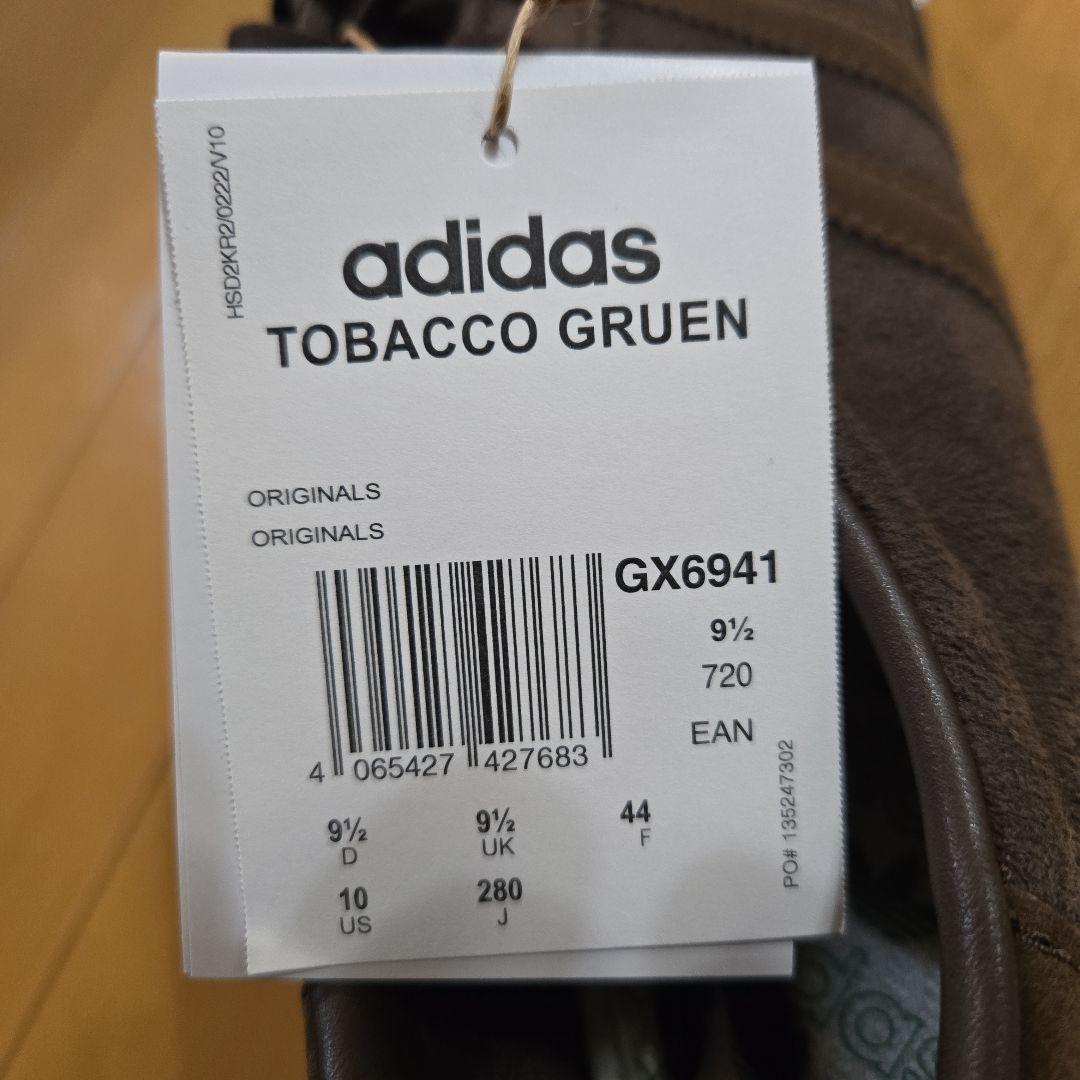 HSD2KR2/0222/V10
adidas
TOBACCO GRUEN
ORIGINALS
ORIGINALS
GX6941
9½
720
EAN
4 065427 427683
9½ 9½ 44
D UK F
10 280
US J
PO# 135247302